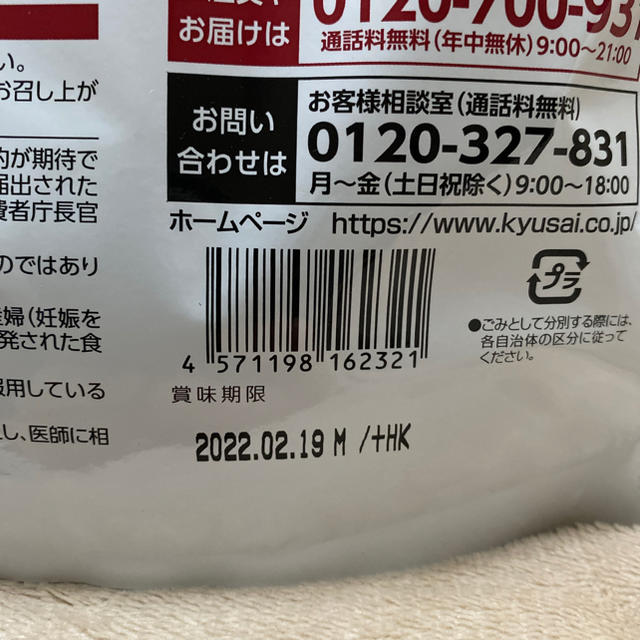 お届けは
0120-700-937
通話料無料(年中無休)9:00～21:00
い。
お召し上が
お問い
合わせは
お客様相談室(通話料無料)
0120-327-831
月～金(土日祝除く)9:00～18:00
的が期待で
届出された
費者庁長官
ホームページ https://www.kyusai.co.jp/
のではあり
産婦(妊娠を
発された食
服用している
し、医師に相
4 571198 162321
プラ
●ごみとして分別する際には、
各自治体の区分に従って
ください。
賞味期限
2022.02.19 M /+HK